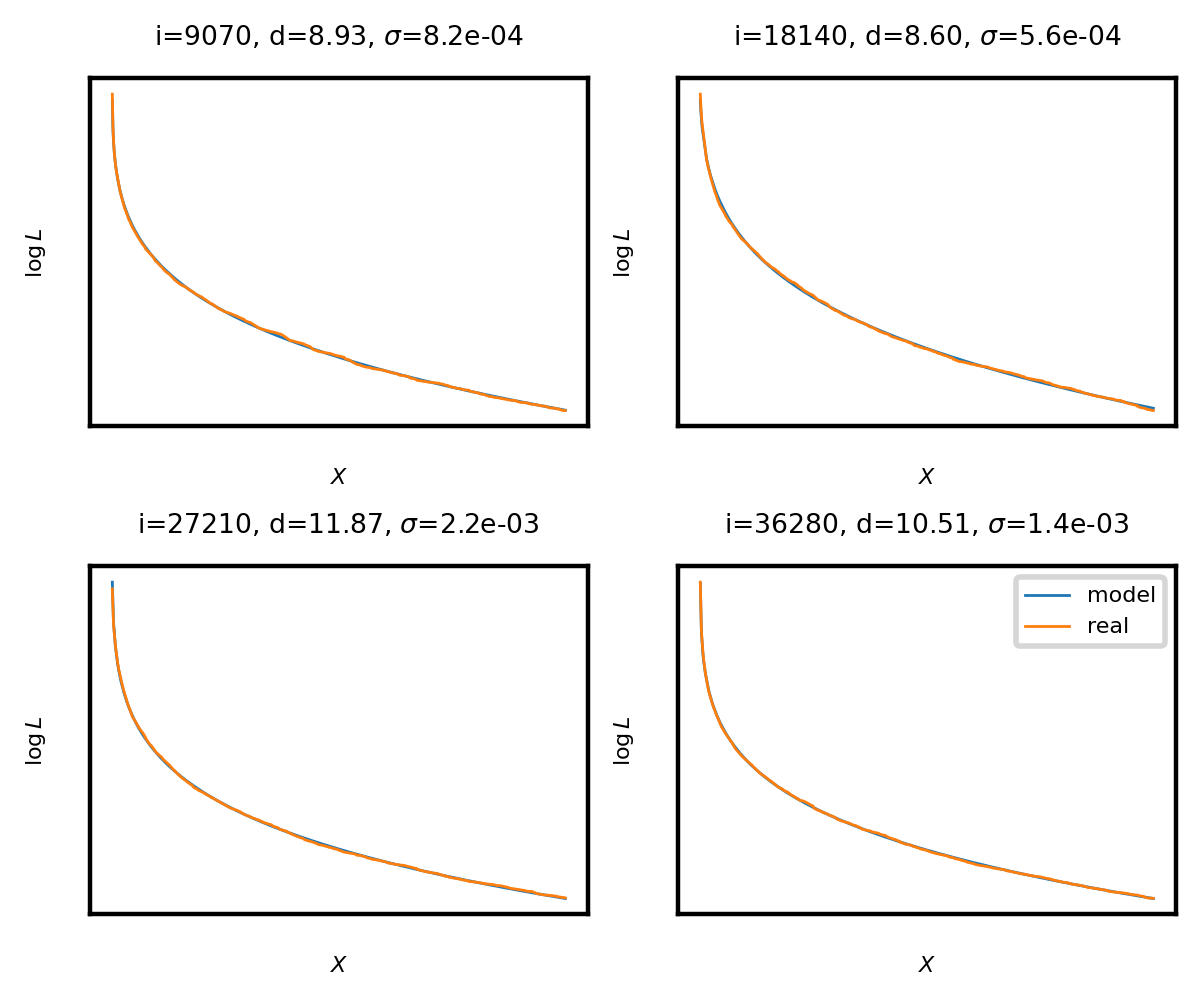 i=9070, d=8.93, σ=8.2e-04
i=18140, d=8.60, σ=5.6e-04
log L
log L
X
X
i=27210, d=11.87, σ=2.2e-03
i=36280, d=10.51, σ=1.4e-03
model
real
log L
log L
X
X